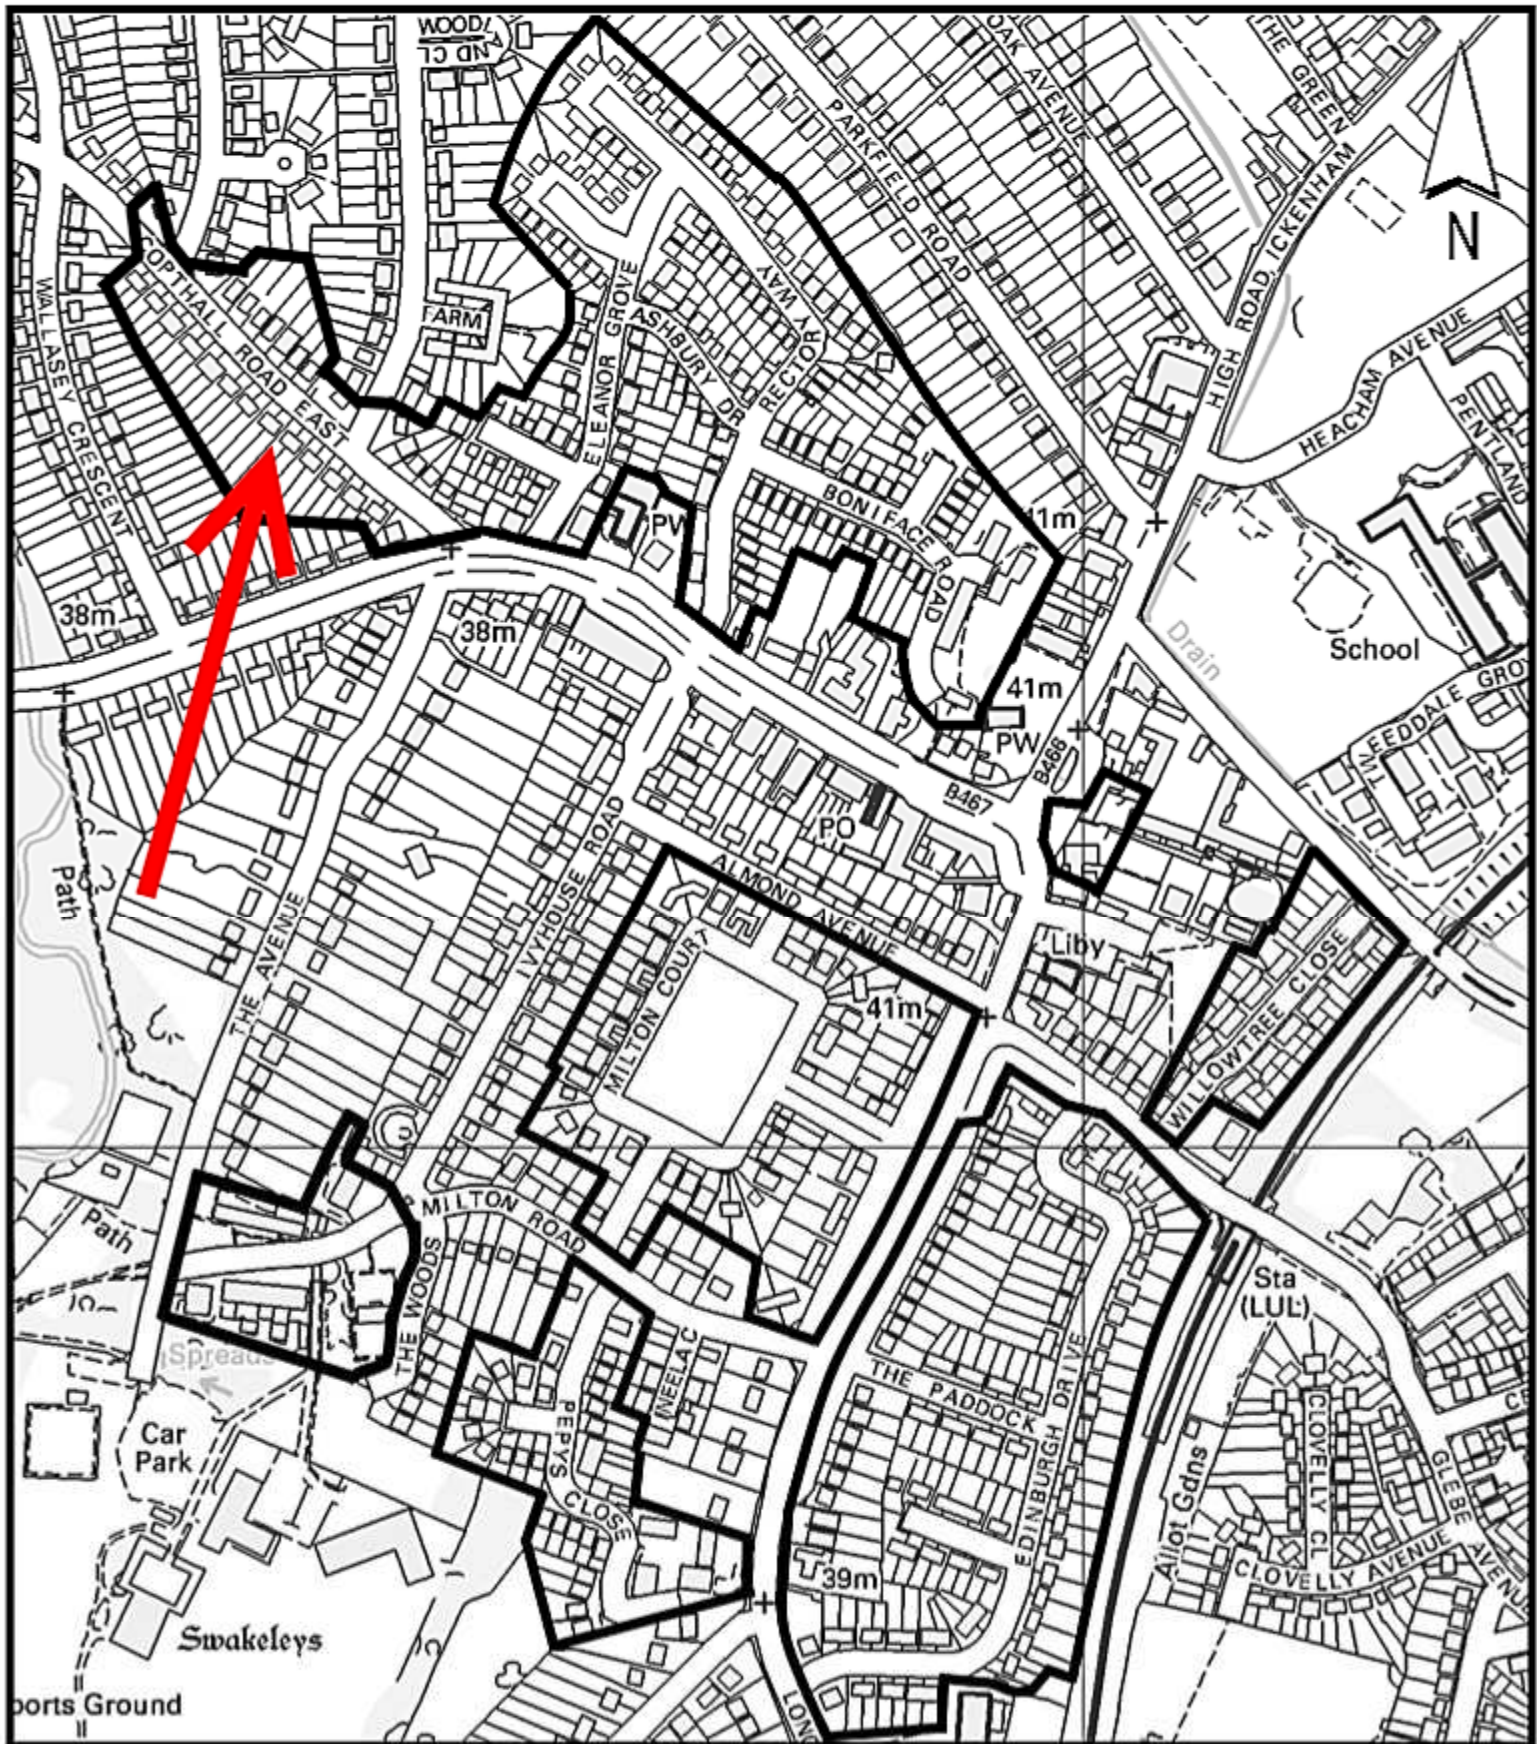 WOOD
AND CL
OAK AVENUE
THE GREEN
PARKFIELD ROAD
HIGH ROAD, ICKENHAM
N
COPTHALL ROAD EAST
WALLASEY CRESCENT
FARM
ELEANOR GROVE
ASHBURY DR
RECTORY WAY
HEACHAM AVENUE
PENTLAND
BONIFACE ROAD
PW
41m
38m
38m
School
Drain
TWEEDDALE GRO
41m
PW
B466
B467
PO
Path
THE AVENUE
IVYHOUSE ROAD
ALMOND AVENUE
MILTON COURT
41m
Liby
WILLOWTREE CLOSE
MILTON ROAD
THE WOODS
Path
Spreads
Sta
(LUL)
THE PADDOCK
EDINBURGH DRIVE
PEPYS CLOSE
Car
Park
Allot Gdns
CLOVELLY CL
GLEBE AVENUE
CLOVELLY AVENUE
39m
Swakeleys
ports Ground
LONG